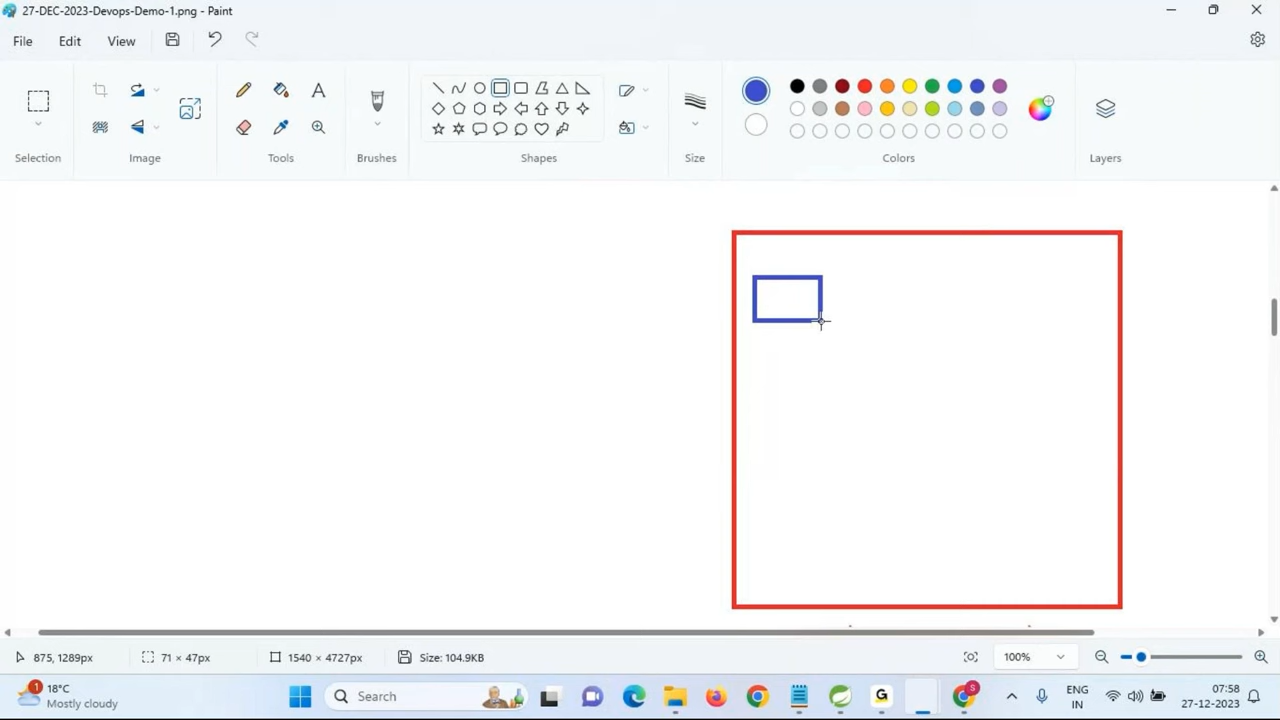 27-DEC-2023-Devops-Demo-1.png - Paint
File Edit View
Selection Image Tools Brushes Shapes Size Colors Layers
875, 1289px 71 × 47px 1540 × 4727px Size: 104.9KB 100%
1 18°C
Mostly cloudy
Search
G
S
ENG
IN
07:58
27-12-2023